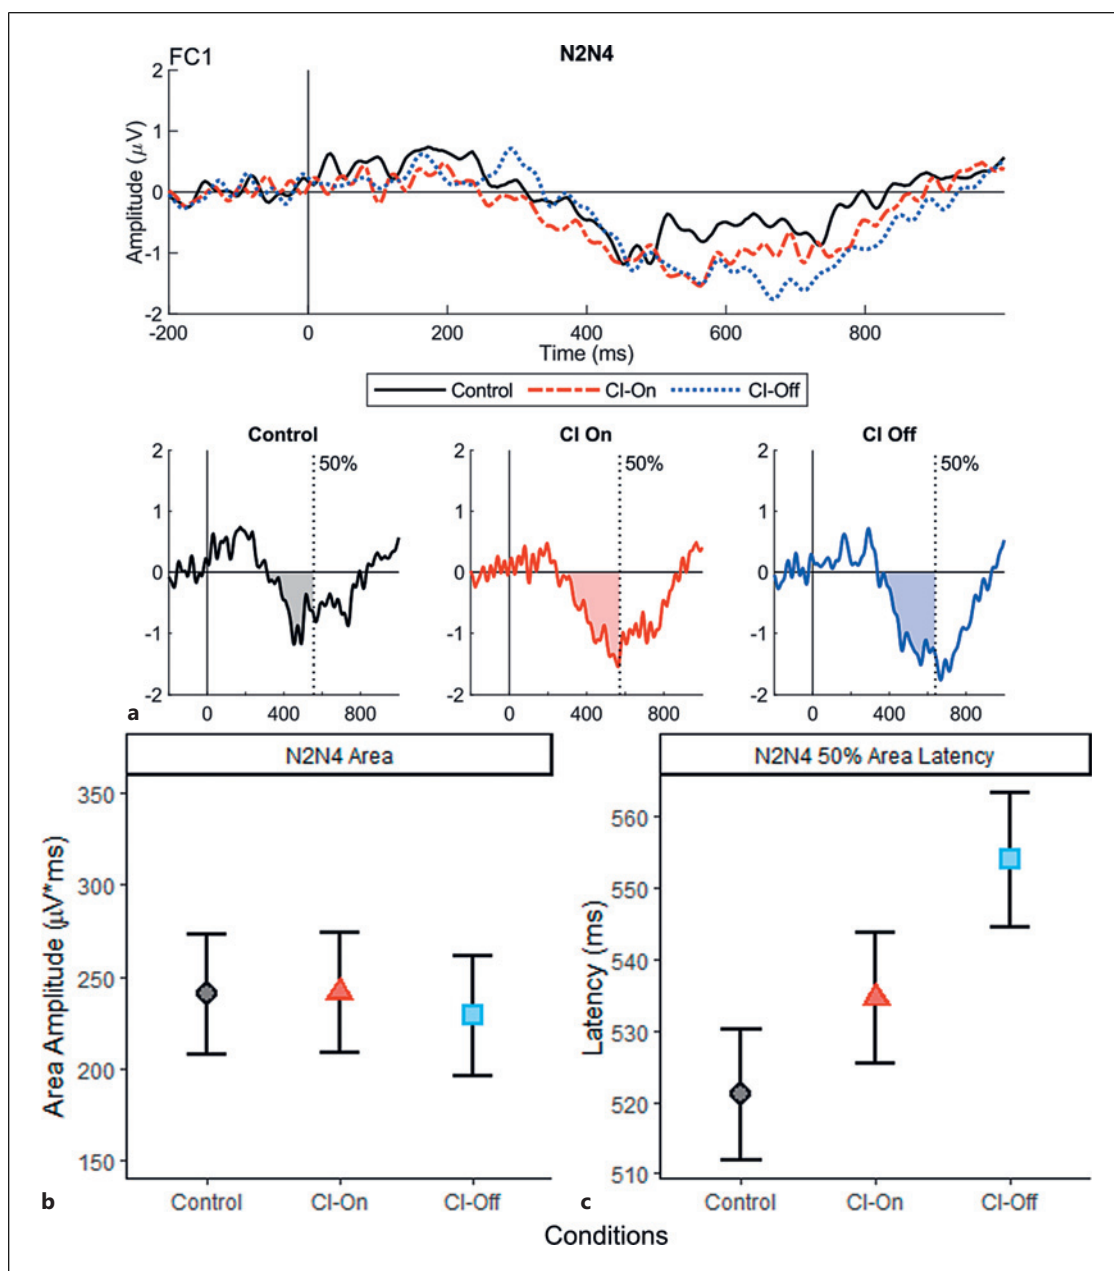 N2N4
FC1
2
1
0
-1
-2
Amplitude (μV)
-200 0 200 400 600 800
Time (ms)
Control CI-On CI-Off
Control CI On CI Off
2 50% 2 50% 2 50%
1 1 1
0 0 0
-1 -1 -1
-2 -2 -2
a 0 400 800 0 400 800 0 400 800
N2N4 Area
350
300
250
200
150
Area Amplitude (μV*ms)
b Control CI-On CI-Off
N2N4 50% Area Latency
560
550
540
530
520
510
Latency (ms)
c Control CI-On CI-Off
Conditions